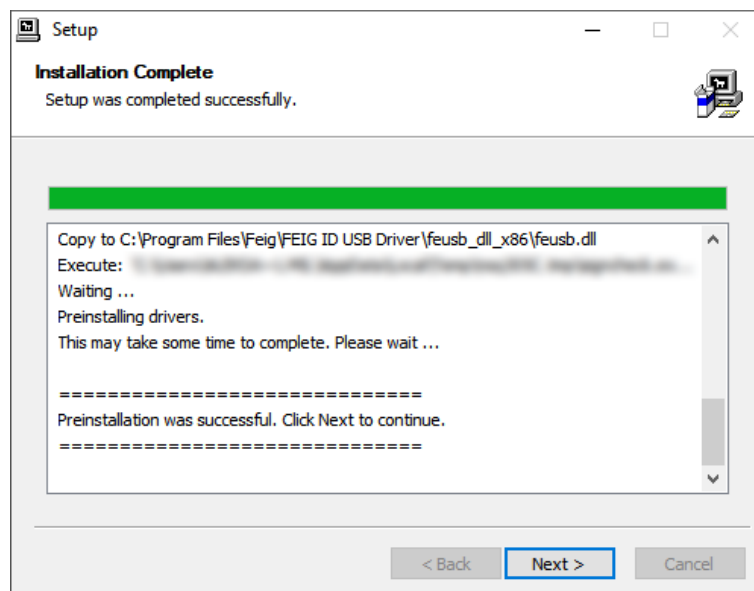 Setup
Installation Complete
Setup was completed successfully.
Copy to C:\Program Files\Feig\FEIG ID USB Driver\feusb_dll_x86\feusb.dll
Execute:
Waiting ...
Preinstalling drivers.
This may take some time to complete. Please wait ...
==============================
Preinstallation was successful. Click Next to continue.
==============================
< Back
Next >
Cancel